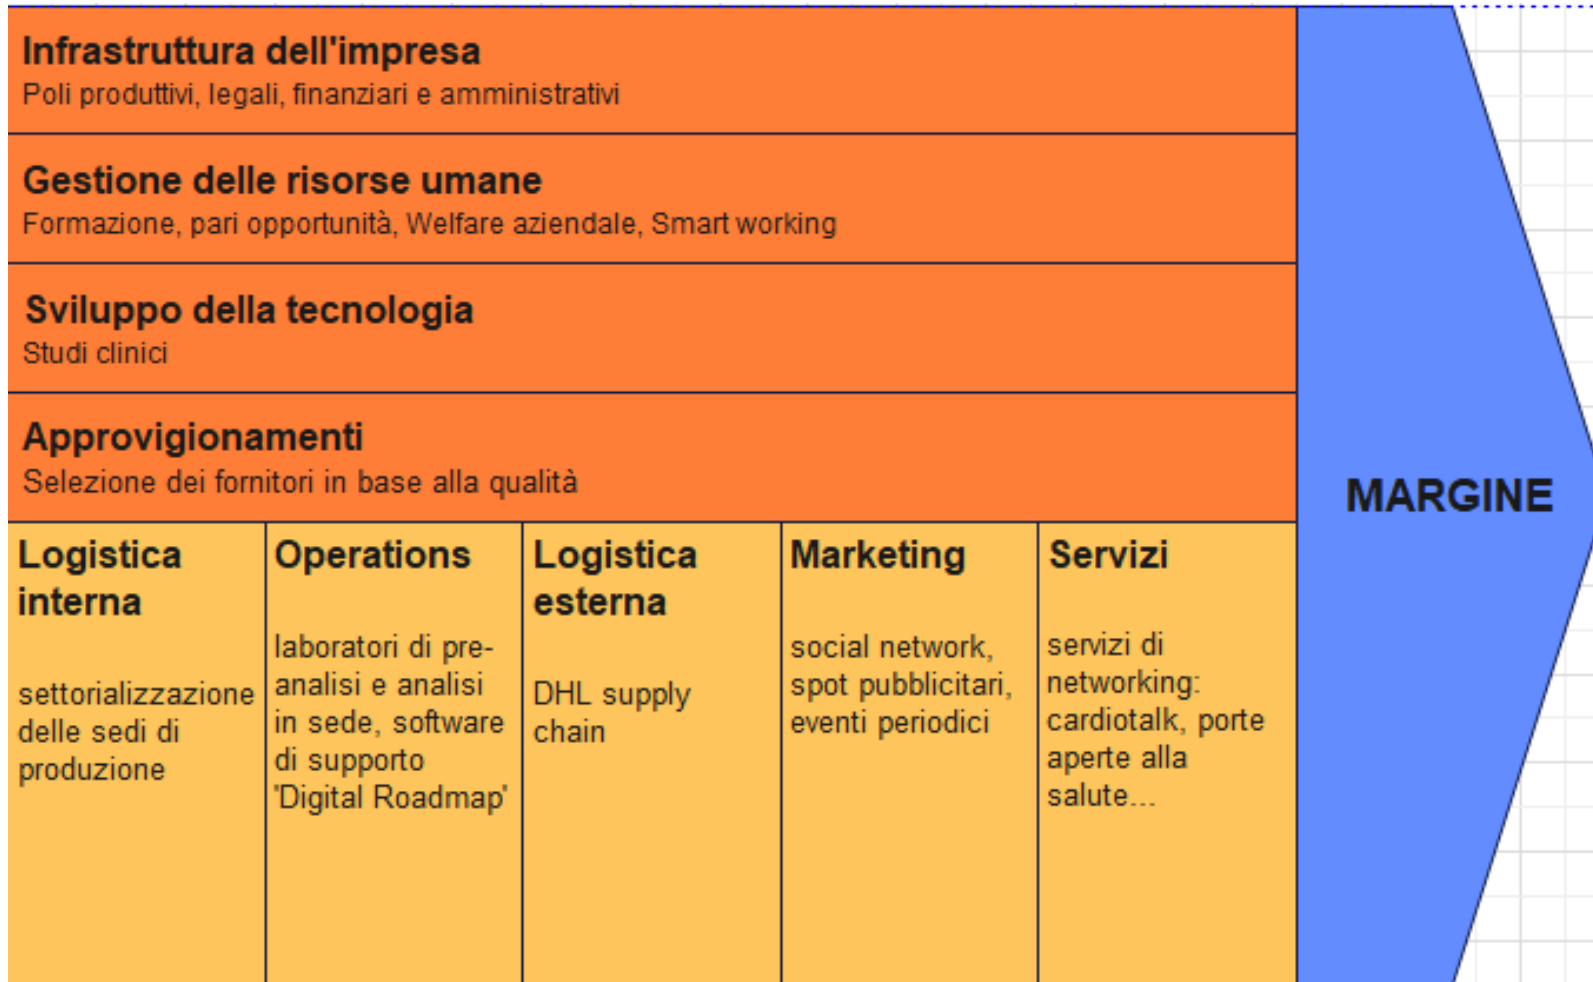 Infrastruttura dell'impresa
Poli produttivi, legali, finanziari e amministrativi
Gestione delle risorse umane
Formazione, pari opportunità, Welfare aziendale, Smart working
Sviluppo della tecnologia
Studi clinici
Approvigionamenti
Selezione dei fornitori in base alla qualità
MARGINE
Logistica
interna
settorializzazione
delle sedi di
produzione
Operations
laboratori di pre-
analisi e analisi
in sede, software
di supporto
'Digital Roadmap'
Logistica
esterna
DHL supply
chain
Marketing
social network,
spot pubblicitari,
eventi periodici
Servizi
servizi di
networking:
cardiotalk, porte
aperte alla
salute...